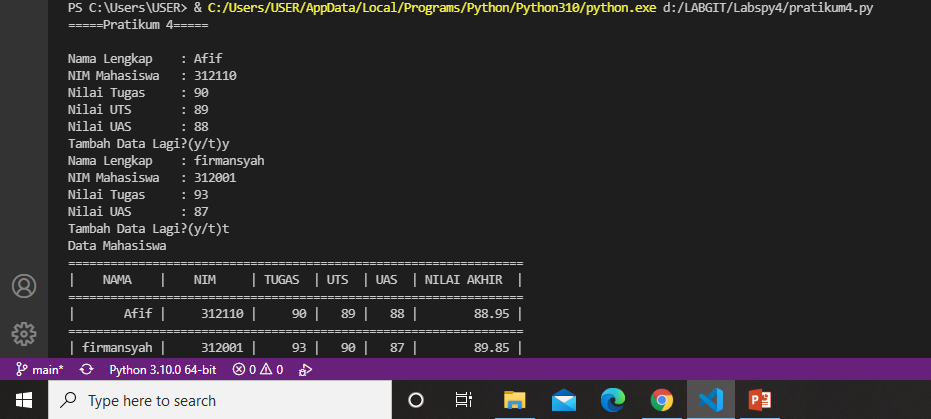 PS C:\Users\USER> & C:/Users/USER/AppData/Local/Programs/Python/Python310/python.exe d:/LABGIT/Labspy4/pratikum4.py
=====Pratikum 4=====
Nama Lengkap    : Afif
NIM Mahasiswa   : 312110
Nilai Tugas     : 90
Nilai UTS       : 89
Nilai UAS       : 88
Tambah Data Lagi?(y/t)y
Nama Lengkap    : firmansyah
NIM Mahasiswa   : 312001
Nilai Tugas     : 93
Nilai UAS       : 87
Tambah Data Lagi?(y/t)t
Data Mahasiswa
=================================================================
|    NAMA    |    NIM     | TUGAS  | UTS  | UAS  | NILAI AKHIR  |
=================================================================
|       Afif |     312110 |     90 |   89 |   88 |        88.95 |
=================================================================
| firmansyah |     312001 |     93 |   90 |   87 |        89.85 |
main* Python 3.10.0 64-bit 0 0
Type here to search